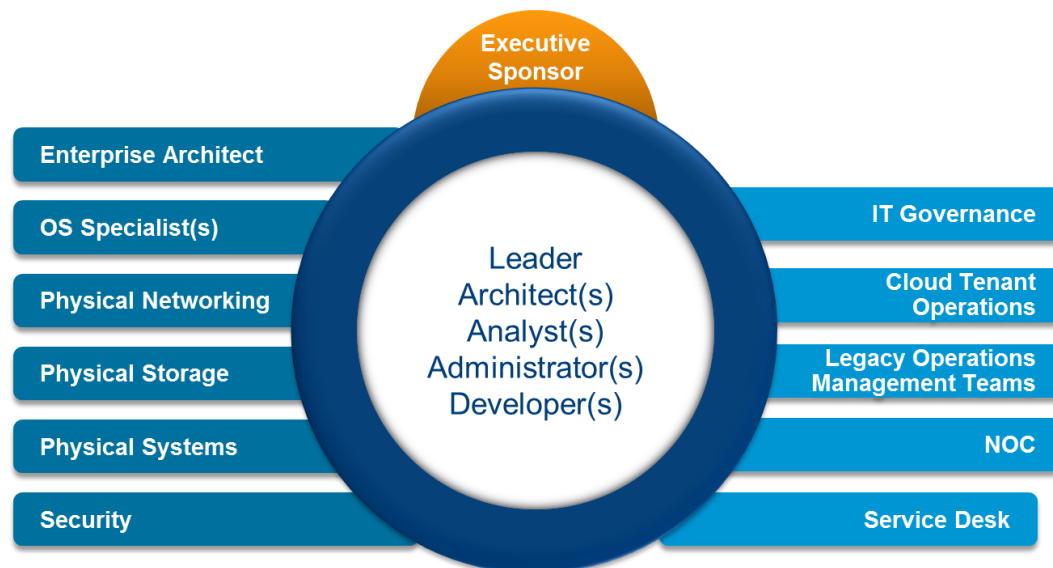 Executive
Sponsor
Enterprise Architect
OS Specialist(s)
Physical Networking
Physical Storage
Physical Systems
Security
Leader
Architect(s)
Analyst(s)
Administrator(s)
Developer(s)
IT Governance
Cloud Tenant
Operations
Legacy Operations
Management Teams
NOC
Service Desk